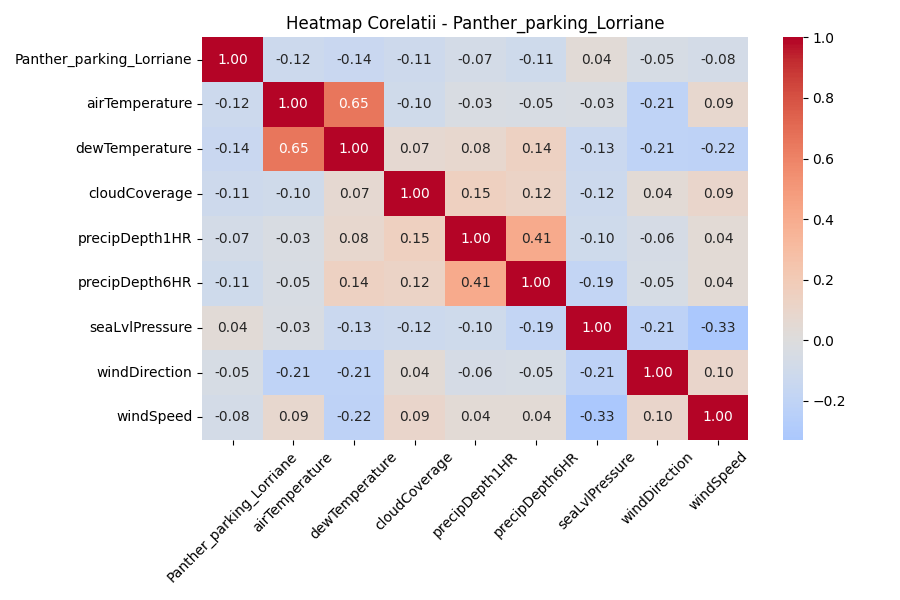 Heatmap Corelatii - Panther_parking_Lorriane
Panther_parking_Lorriane 1.00 -0.12 -0.14 -0.11 -0.07 -0.11 0.04 -0.05 -0.08
airTemperature -0.12 1.00 0.65 -0.10 -0.03 -0.05 -0.03 -0.21 0.09
dewTemperature -0.14 0.65 1.00 0.07 0.08 0.14 -0.13 -0.21 -0.22
cloudCoverage -0.11 -0.10 0.07 1.00 0.15 0.12 -0.12 0.04 0.09
precipDepth1HR -0.07 -0.03 0.08 0.15 1.00 0.41 -0.10 -0.06 0.04
precipDepth6HR -0.11 -0.05 0.14 0.12 0.41 1.00 -0.19 -0.05 0.04
seaLvlPressure 0.04 -0.03 -0.13 -0.12 -0.10 -0.19 1.00 -0.21 -0.33
windDirection -0.05 -0.21 -0.21 0.04 -0.06 -0.05 -0.21 1.00 0.10
windSpeed -0.08 0.09 -0.22 0.09 0.04 0.04 -0.33 0.10 1.00
Panther_parking_Lorriane
airTemperature
dewTemperature
cloudCoverage
precipDepth1HR
precipDepth6HR
seaLvlPressure
windDirection
windSpeed
1.0
0.8
0.6
0.4
0.2
0.0
−0.2